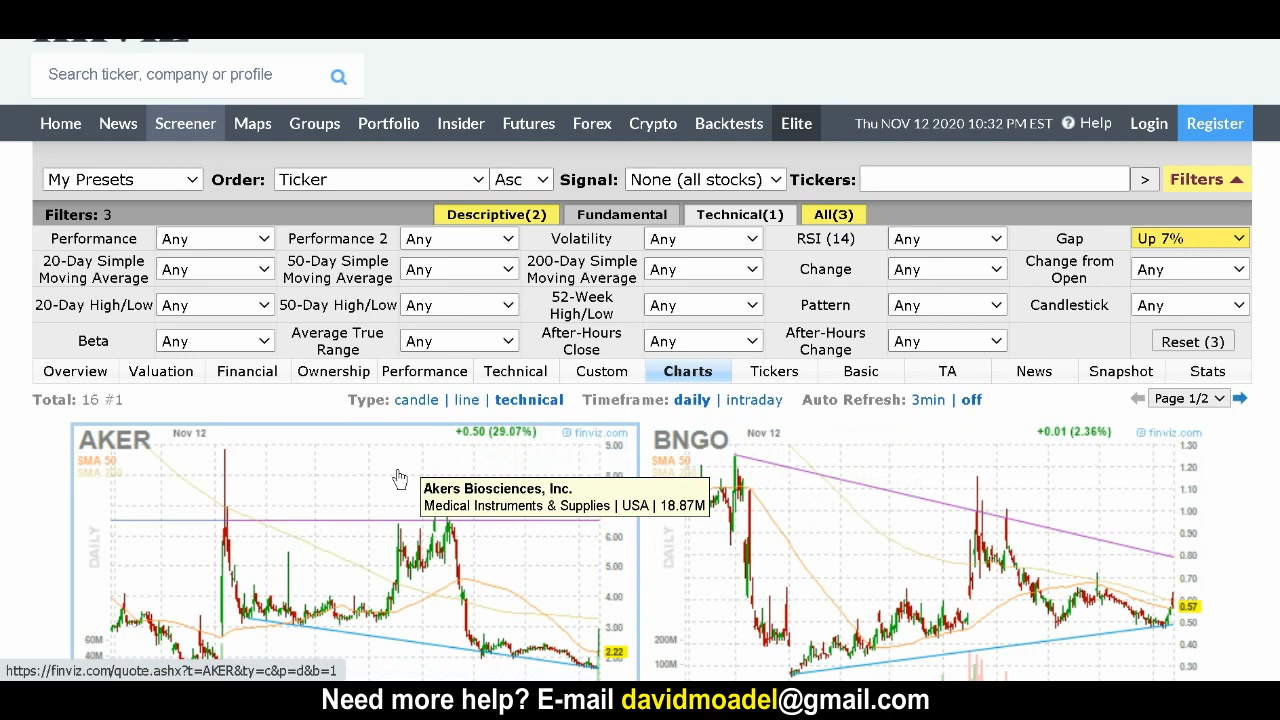 Search ticker, company or profile
Home News Screener Maps Groups Portfolio Insider Futures Forex Crypto Backtests Elite Thu NOV 12 2020 10:32 PM EST Help Login Register
My Presets Order: Ticker Asc Signal: None (all stocks) Tickers: > Filters
Filters: 3 Descriptive(2) Fundamental Technical(1) All(3)
Performance Any Performance 2 Any Volatility Any RSI (14) Any Gap Up 7%
20-Day Simple Moving Average Any 50-Day Simple Moving Average Any 200-Day Simple Moving Average Any Change Any Change from Open Any
20-Day High/Low Any 50-Day High/Low Any 52-Week High/Low Any Pattern Any Candlestick Any
Beta Any Average True Range Any After-Hours Close Any After-Hours Change Any Reset (3)
Overview Valuation Financial Ownership Performance Technical Custom Charts Tickers Basic TA News Snapshot Stats
Total: 16 #1 Type: candle | line | technical Timeframe: daily | intraday Auto Refresh: 3min | off Page 1/2
AKER Nov 12 +0.50 (29.07%) finviz.com BNGO Nov 12 +0.01 (2.36%) finviz.com
SMA 50 9.00 SMA 50 1.30
SMA 200 8.00 SMA 200 1.20
Akers Biosciences, Inc.
Medical Instruments & Supplies | USA | 18.87M
1.10
1.00
DAILY 5.00 DAILY 0.90
0.80
4.00 0.70
3.00 0.57
60M 2.22 200M 0.50
40M 2.00 100M 0.30
https://finviz.com/quote.ashx?t=AKER&ty=c&p=d&b=1
Need more help? E-mail davidmoadel@gmail.com